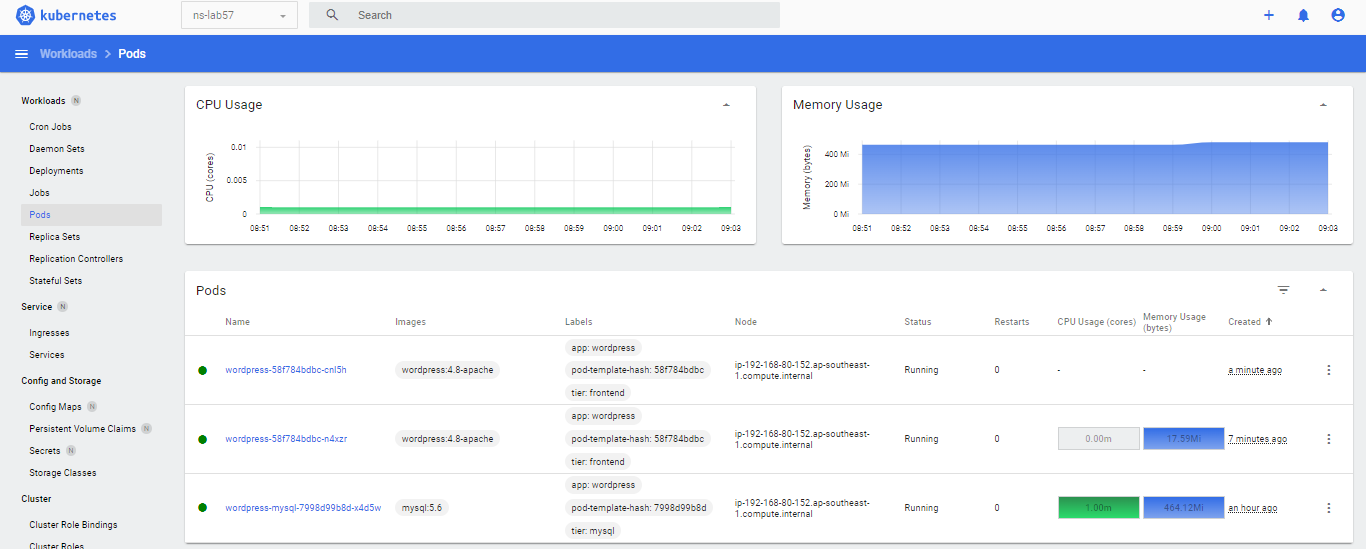 kubernetes
ns-lab57
Search
Workloads > Pods
Workloads N
Cron Jobs
Daemon Sets
Deployments
Jobs
Pods
Replica Sets
Replication Controllers
Stateful Sets
Service N
Ingresses
Services
Config and Storage
Config Maps N
Persistent Volume Claims N
Secrets N
Storage Classes
Cluster
Cluster Role Bindings
Cluster Roles
CPU Usage
CPU (cores)
0.01
0.005
0
08:51 08:52 08:53 08:54 08:55 08:56 08:57 08:58 08:59 09:00 09:01 09:02 09:03
Memory Usage
Memory (bytes)
400 Mi
200 Mi
0 Mi
08:51 08:52 08:53 08:54 08:55 08:56 08:57 08:58 08:59 09:00 09:01 09:02 09:03
Pods
Name Images Labels Node Status Restarts CPU Usage (cores) Memory Usage (bytes) Created
wordpress-58f784bdbc-cnl5h
wordpress:4.8-apache
app: wordpress
pod-template-hash: 58f784bdbc
tier: frontend
ip-192-168-80-152.ap-southeast-
1.compute.internal
Running
0
-
-
a minute ago
wordpress-58f784bdbc-n4xzr
wordpress:4.8-apache
app: wordpress
pod-template-hash: 58f784bdbc
tier: frontend
ip-192-168-80-152.ap-southeast-
1.compute.internal
Running
0
0.00m
17.59Mi
7 minutes ago
wordpress-mysql-7998d99b8d-x4d5w
mysql:5.6
app: wordpress
pod-template-hash: 7998d99b8d
tier: mysql
ip-192-168-80-152.ap-southeast-
1.compute.internal
Running
0
1.00m
464.12Mi
an hour ago